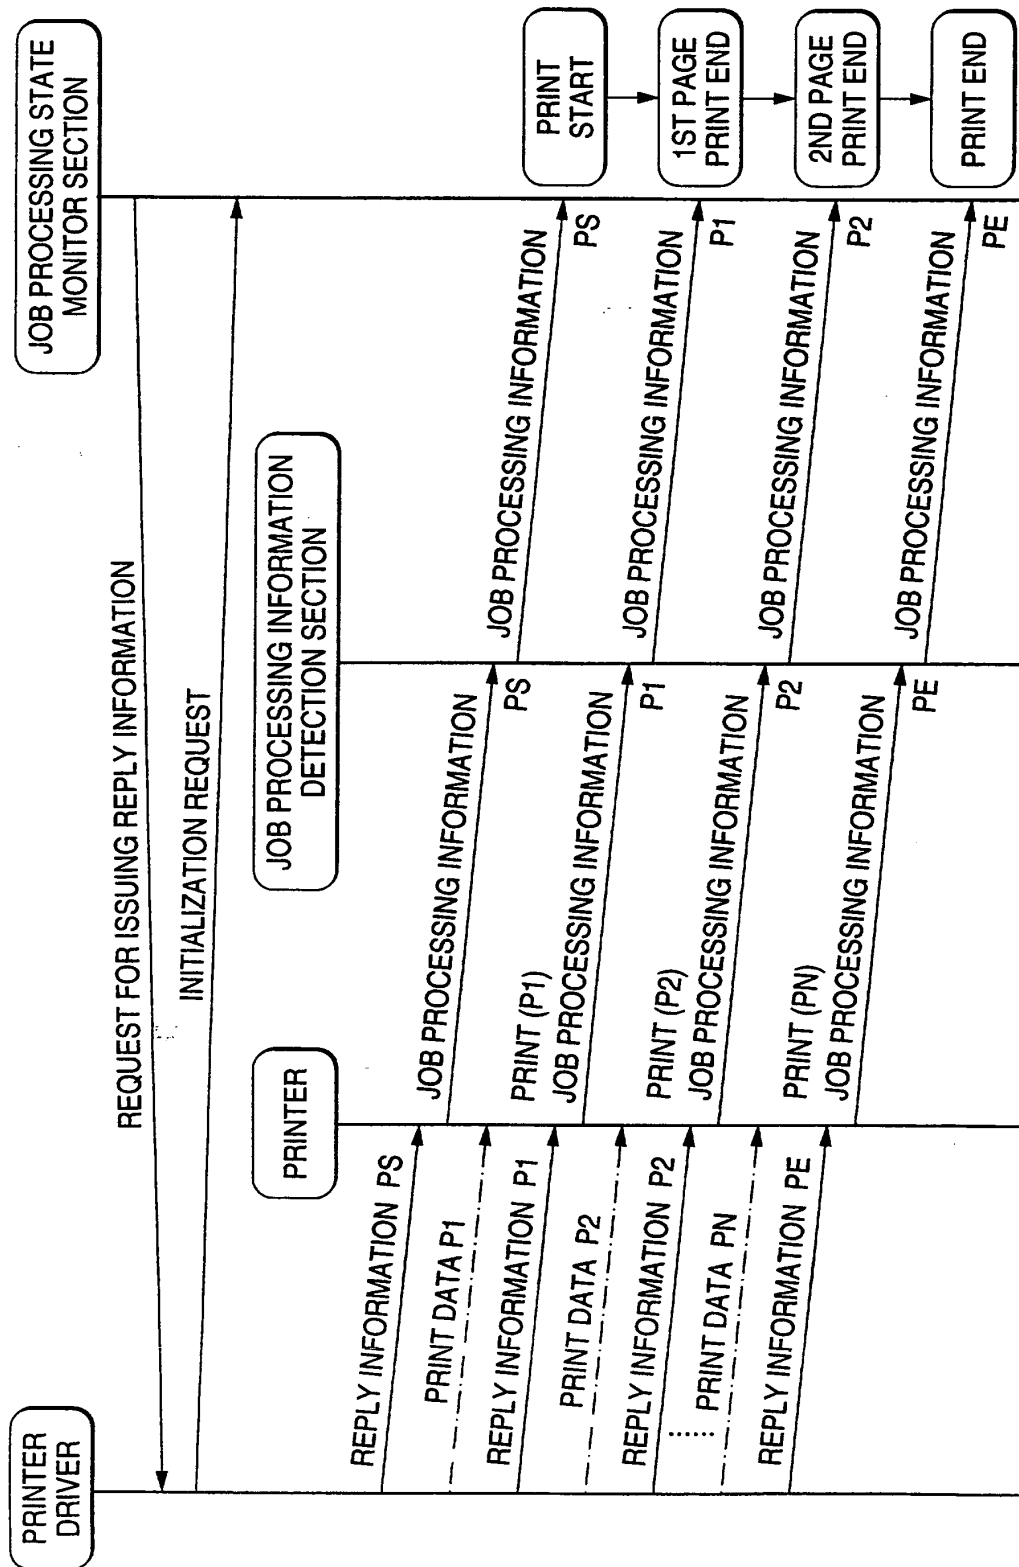 PRINTER
DRIVER
JOB PROCESSING STATE
MONITOR SECTION
REQUEST FOR ISSUING REPLY INFORMATION
INITIALIZATION REQUEST
PRINTER
JOB PROCESSING INFORMATION
DETECTION SECTION
REPLY INFORMATION PS
JOB PROCESSING INFORMATION
PS
JOB PROCESSING INFORMATION
PS
PRINT
START
PRINT DATA P1
REPLY INFORMATION P1
PRINT (P1)
JOB PROCESSING INFORMATION
P1
JOB PROCESSING INFORMATION
P1
1ST PAGE
PRINT END
PRINT DATA P2
REPLY INFORMATION P2
PRINT (P2)
JOB PROCESSING INFORMATION
P2
JOB PROCESSING INFORMATION
P2
2ND PAGE
PRINT END
......
PRINT DATA PN
REPLY INFORMATION PE
PRINT (PN)
JOB PROCESSING INFORMATION
PE
JOB PROCESSING INFORMATION
PE
PRINT END